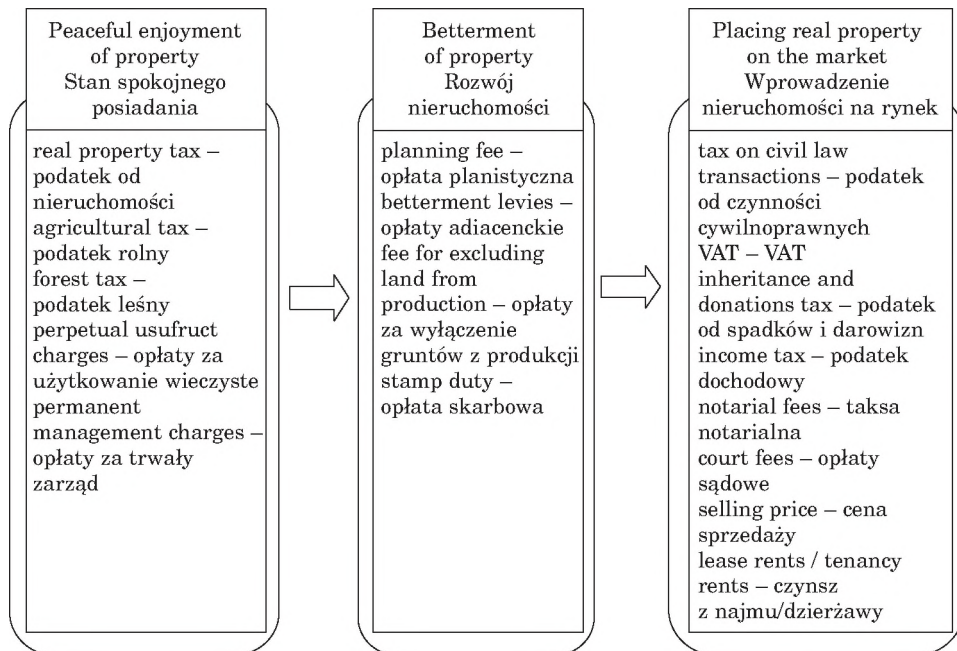 Peaceful enjoyment
of property
Stan spokojnego
posiadania
real property tax –
podatek od
nieruchomości
agricultural tax –
podatek rolny
forest tax –
podatek leśny
perpetual usufruct
charges – opłaty za
użytkowanie wieczyste
permanent
management charges –
opłaty za trwały
zarząd
Betterment
of property
Rozwój
nieruchomości
planning fee –
opłata planistyczna
betterment levies –
opłaty adiacenckie
fee for excluding
land from
production – opłaty
za wyłączenie
gruntów z produkcji
stamp duty –
opłata skarbowa
Placing real property
on the market
Wprowadzenie
nieruchomości na rynek
tax on civil law
transactions – podatek
od czynności
cywilnoprawnych
VAT – VAT
inheritance and
donations tax – podatek
od spadków i darowizn
income tax – podatek
dochodowy
notarial fees – taksa
notarialna
court fees – opłaty
sądowe
selling price – cena
sprzedaży
lease rents / tenancy
rents – czynsz
z najmu/dzierżawy